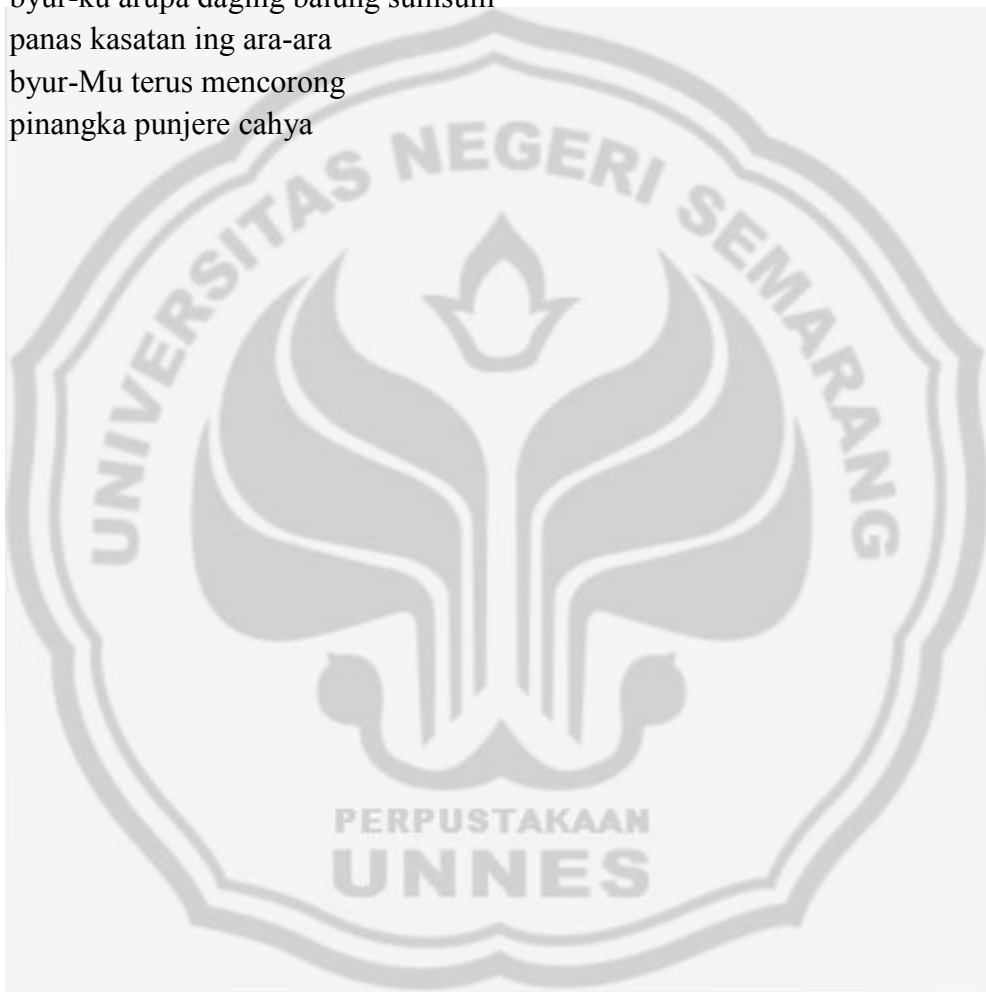 byur-ku arupa daging balung sumsum
panas kasatan ing ara-ara
byur-Mu terus mencorong
pinangka punjere cahya
UNIVERSITAS NEGERI SEMARANG
PERPUSTAKAAN
UNNES